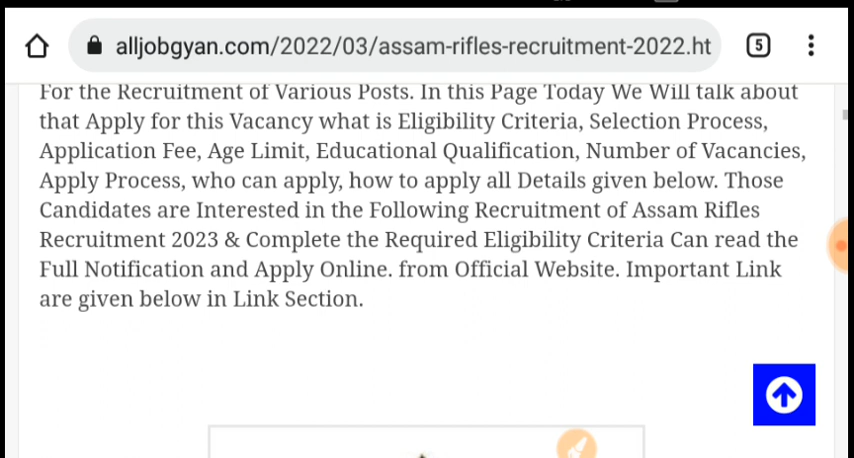 alljobgyan.com/2022/03/assam-rifles-recruitment-2022.ht
5
For the Recruitment of Various Posts. In this Page Today We Will talk about
that Apply for this Vacancy what is Eligibility Criteria, Selection Process,
Application Fee, Age Limit, Educational Qualification, Number of Vacancies,
Apply Process, who can apply, how to apply all Details given below. Those
Candidates are Interested in the Following Recruitment of Assam Rifles
Recruitment 2023 & Complete the Required Eligibility Criteria Can read the
Full Notification and Apply Online. from Official Website. Important Link
are given below in Link Section.